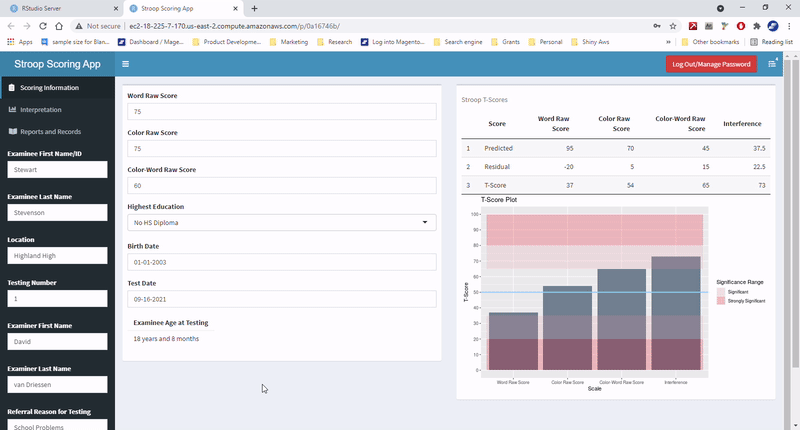 RStudio Server
Stroop Scoring App
Not secure
ec2-18-225-7-170.us-east-2.compute.amazonaws.com/p/0a16746b/
Apps
sample size for Blan...
Dashboard / Mage...
Product Developme...
Marketing
Research
Log into Magento...
Search engine
Grants
Personal
Shiny Aws
Other bookmarks
Reading list
Stroop Scoring App
Log Out/Manage Password
Scoring Information
Interpretation
Reports and Records
Examinee First Name/ID
Stewart
Examinee Last Name
Stevenson
Location
Highland High
Testing Number
1
Examiner First Name
David
Examiner Last Name
van Driessen
Referral Reason for Testing
School Problems
Word Raw Score
75
Color Raw Score
75
Color-Word Raw Score
60
Highest Education
No HS Diploma
Birth Date
01-01-2003
Test Date
09-16-2021
Examinee Age at Testing
18 years and 8 months
Stroop T-Scores
Score Word Raw Score Color Raw Score Color-Word Raw Score Interference
1 Predicted 95 70 45 37.5
2 Residual -20 5 15 22.5
3 T-Score 37 54 65 73
T-Score Plot
T-Score
100
90
80
70
60
50
40
30
20
10
0
Word Raw Score
Color Raw Score
Color-Word Raw Score
Interference
Scale
Significance Range
Significant
Strongly Significant